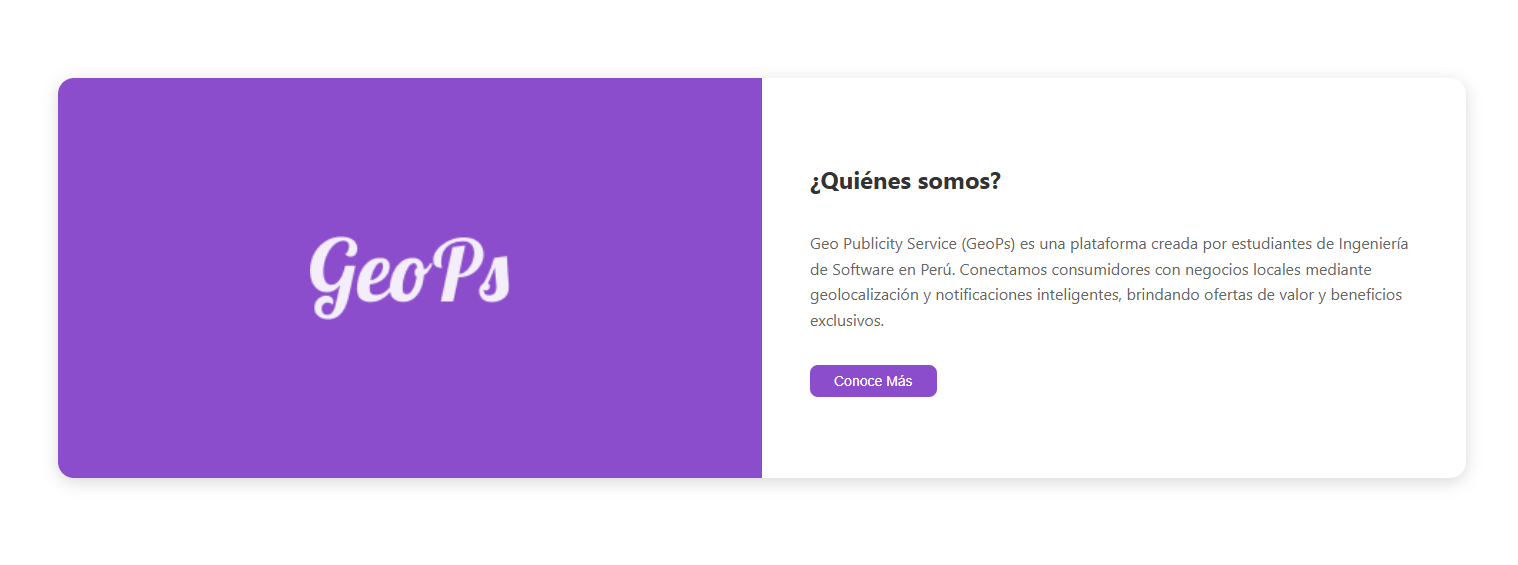 GeoPs
¿Quiénes somos?
Geo Publicity Service (GeoPs) es una plataforma creada por estudiantes de Ingeniería
de Software en Perú. Conectamos consumidores con negocios locales mediante
geolocalización y notificaciones inteligentes, brindando ofertas de valor y beneficios
exclusivos.
Conoce Más